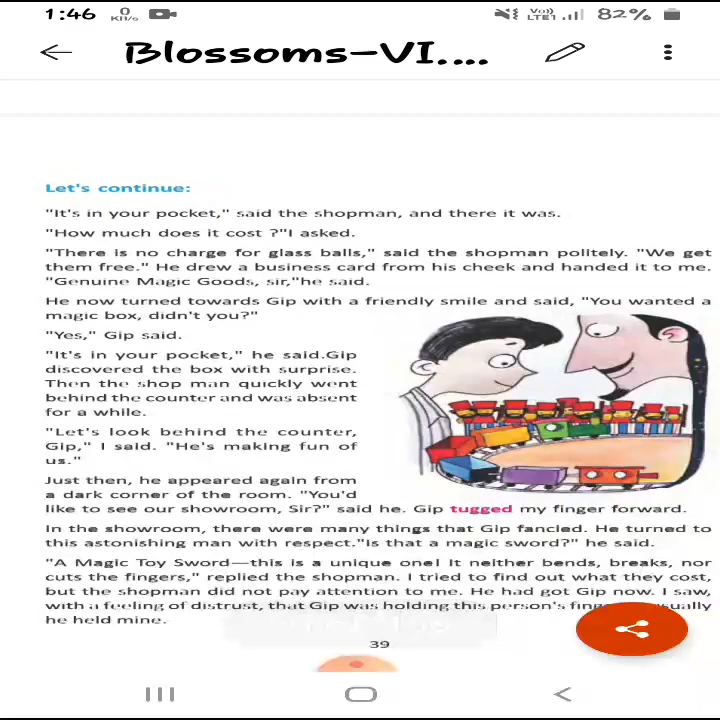 1:46 0 KB/s Vo)) LTE1 82%
Blossoms-VI....
Let's continue:
"It's in your pocket," said the shopman, and there it was.
"How much does it cost ?"I asked.
"There is no charge for glass balls," said the shopman politely. "We get
them free." He drew a business card from his cheek and handed it to me.
"Genuine Magic Goods, sir,"he said.
He now turned towards Gip with a friendly smile and said, "You wanted a
magic box, didn't you?"
"Yes," Gip said.
"It's in your pocket," he said.Gip
discovered the box with surprise.
Then the shop man quickly went
behind the counter and was absent
for a while.
"Let's look behind the counter,
Gip," I said. "He's making fun of
us."
Just then, he appeared again from
a dark corner of the room. "You'd
like to see our showroom, Sir?" said he. Gip tugged my finger forward.
In the showroom, there were many things that Gip fancied. He turned to
this astonishing man with respect."Is that a magic sword?" he said.
"A Magic Toy Sword—this is a unique one! It neither bends, breaks, nor
cuts the fingers," replied the shopman. I tried to find out what they cost,
but the shopman did not pay attention to me. He had got Gip now. I saw,
with a feeling of distrust, that Gip was holding this person's
he held mine.
39